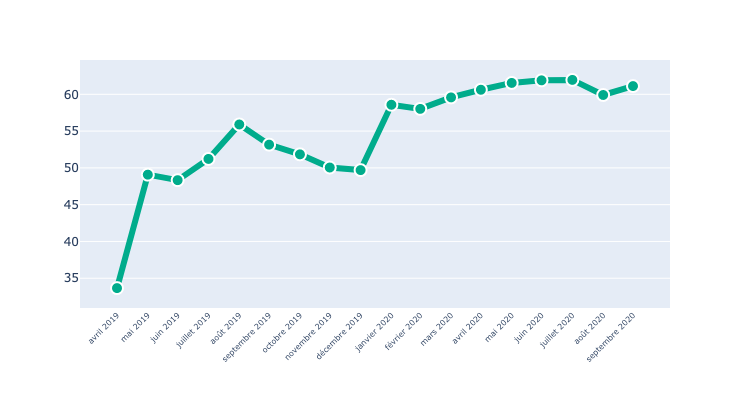 60
55
50
45
40
35
avril 2019
mai 2019
juin 2019
juillet 2019
août 2019
septembre 2019
octobre 2019
novembre 2019
décembre 2019
janvier 2020
février 2020
mars 2020
avril 2020
mai 2020
juin 2020
juillet 2020
août 2020
septembre 2020